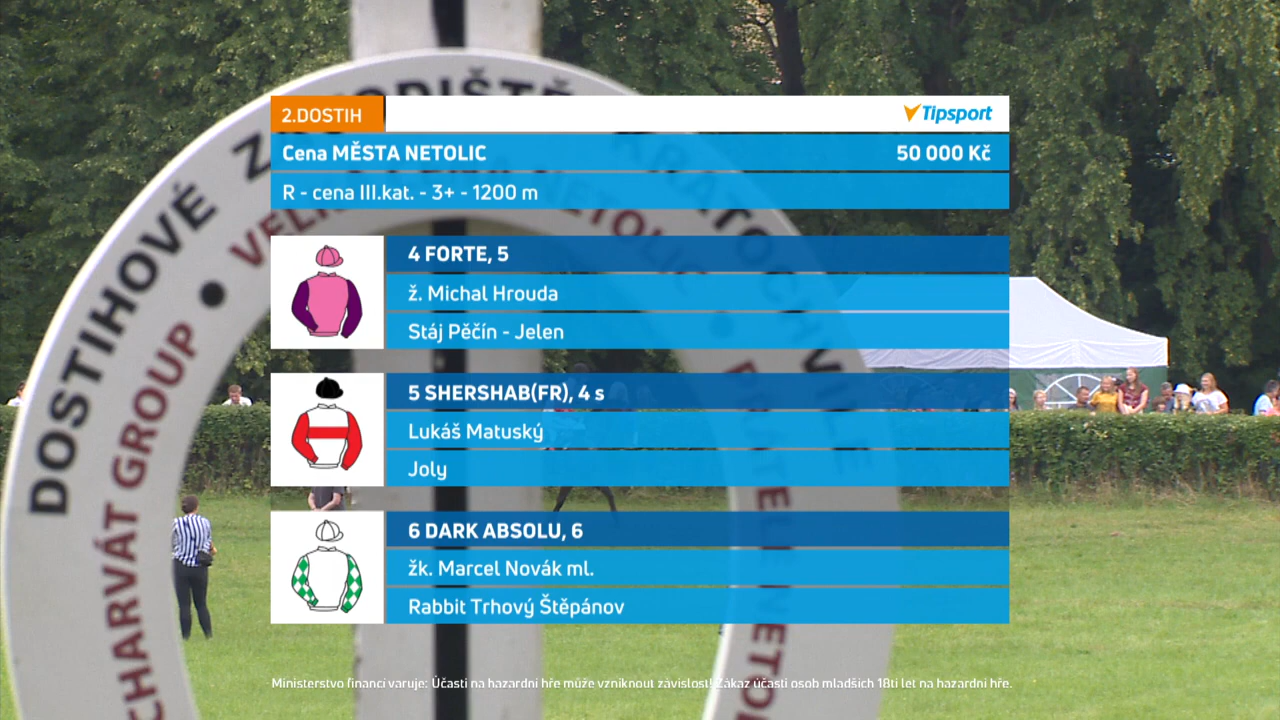 2.DOSTIH
Tipsport
Cena MĚSTA NETOLIC
50 000 Kč
R - cena III.kat. - 3+ - 1200 m
4 FORTE, 5
ž. Michal Hrouda
Stáj Pěčín - Jelen
5 SHERSHAB(FR), 4 s
Lukáš Matuský
Joly
6 DARK ABSOLU, 6
žk. Marcel Novák ml.
Rabbit Trhový Štěpánov
Ministerstvo financí varuje: Účastí na hazardní hře může vzniknout závislost! Zákaz účasti osob mladších 18ti let na hazardní hře.
DOSTIHOVÉ
CHARVÁT GROUP •